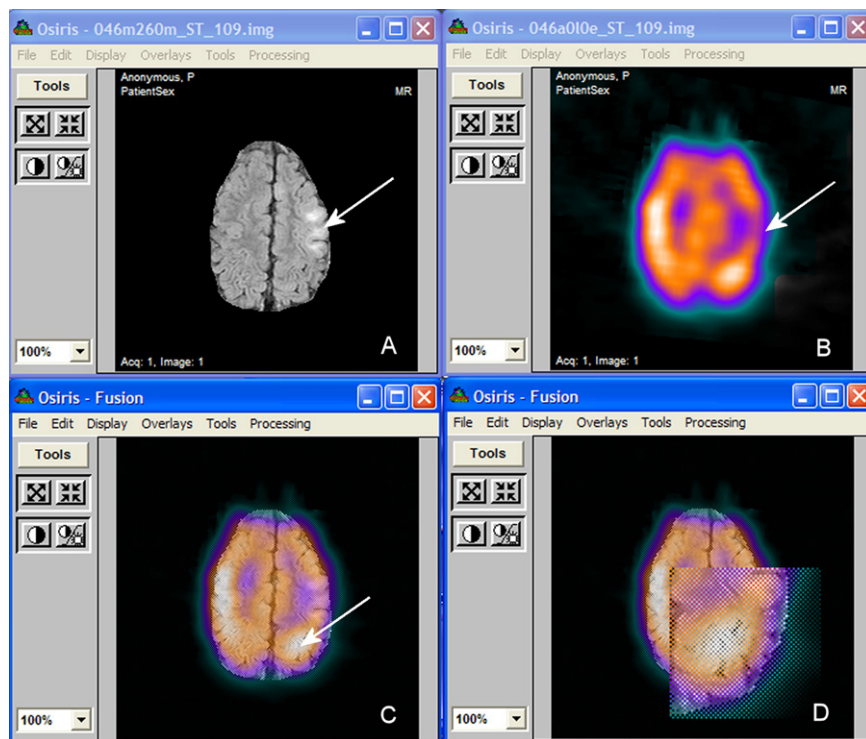 Osiris - 046m260m_ST_109.img
File Edit Display Overlays Tools Processing
Tools
Anonymous, P
PatientSex
MR
100%
Acq: 1, Image: 1
A
Osiris - 046a0l0e_ST_109.img
File Edit Display Overlays Tools Processing
Tools
Anonymous, P
PatientSex
MR
100%
Acq: 1, Image: 1
B
Osiris - Fusion
File Edit Display Overlays Tools Processing
Tools
100%
C
Osiris - Fusion
File Edit Display Overlays Tools Processing
Tools
100%
D